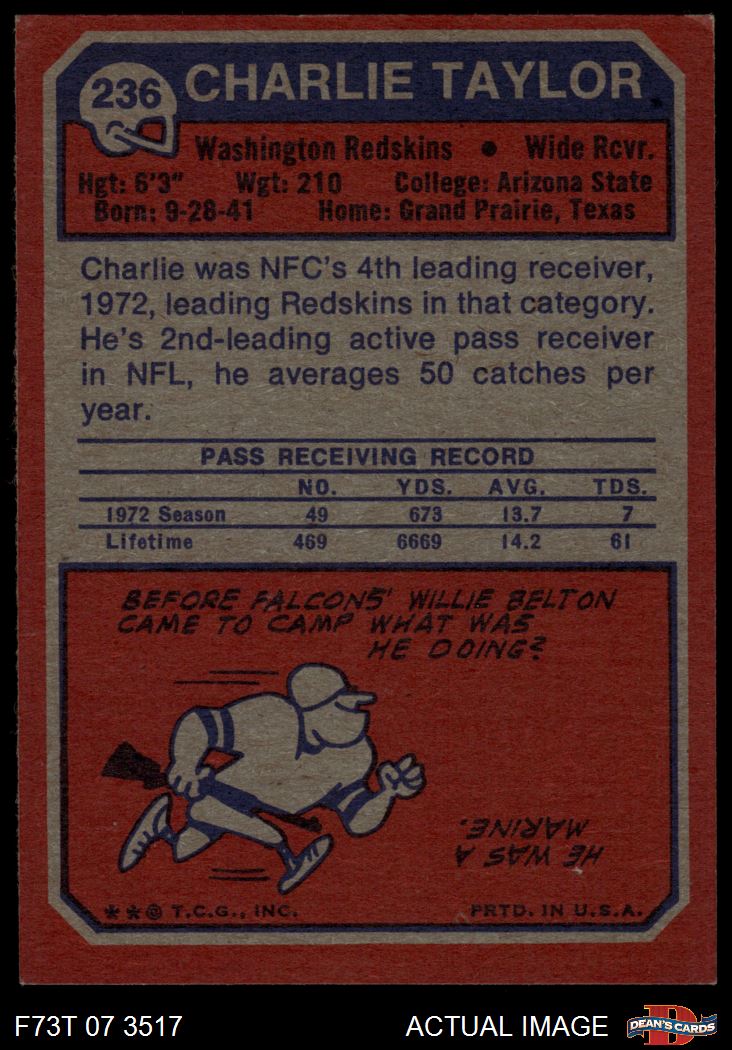 236 CHARLIE TAYLOR
Washington Redskins • Wide Rcvr.
Hgt: 6'3" Wgt: 210 College: Arizona State
Born: 9-28-41 Home: Grand Prairie, Texas
Charlie was NFC's 4th leading receiver,
1972, leading Redskins in that category.
He's 2nd-leading active pass receiver
in NFL, he averages 50 catches per
year.
PASS RECEIVING RECORD
NO. YDS. AVG. TDS.
1972 Season 49 673 13.7 7
Lifetime 469 6669 14.2 61
BEFORE FALCONS' WILLIE BELTON
CAME TO CAMP WHAT WAS
HE DOING?
HE WAS A
MARINE.
**© T.C.G., INC. PRTD. IN U.S.A.
F73T 07 3517 ACTUAL IMAGE D DEAN'S CARDS